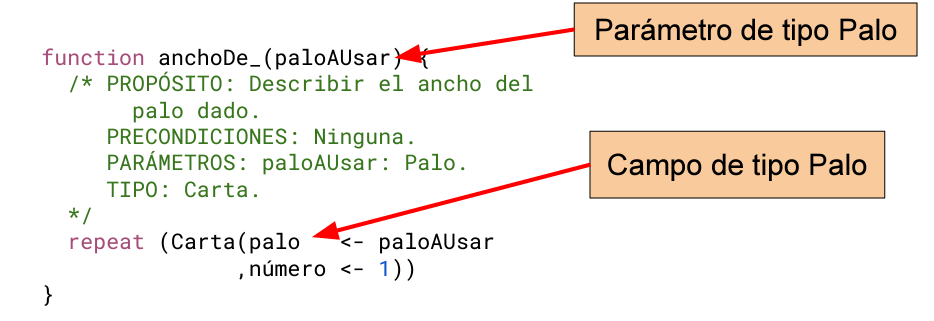 Parámetro de tipo Palo
function anchoDe_(paloAUsar) {
/* PROPÓSITO: Describir el ancho del
palo dado.
PRECONDICIONES: Ninguna.
PARÁMETROS: paloAUsar: Palo.
TIPO: Carta.
*/
Campo de tipo Palo
repeat (Carta(palo <- paloAUsar
,número <- 1))
}